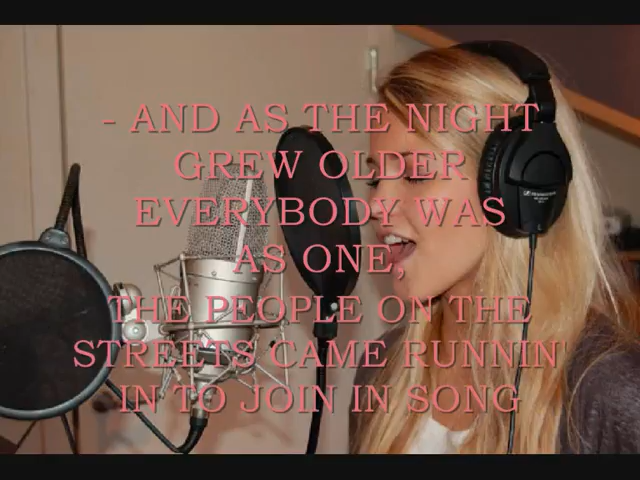 - AND AS THE NIGHT
GREW OLDER
EVERYBODY WAS
AS ONE,
THE PEOPLE ON THE
STREETS CAME RUNNIN'
IN TO JOIN IN SONG
SENNHEISER